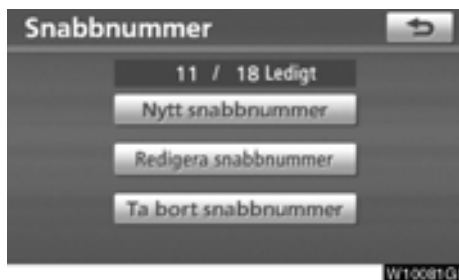 Snabbnummer
11 / 18 Ledigt
Nytt snabbnummer
Redigera snabbnummer
Ta bort snabbnummer
W10081G